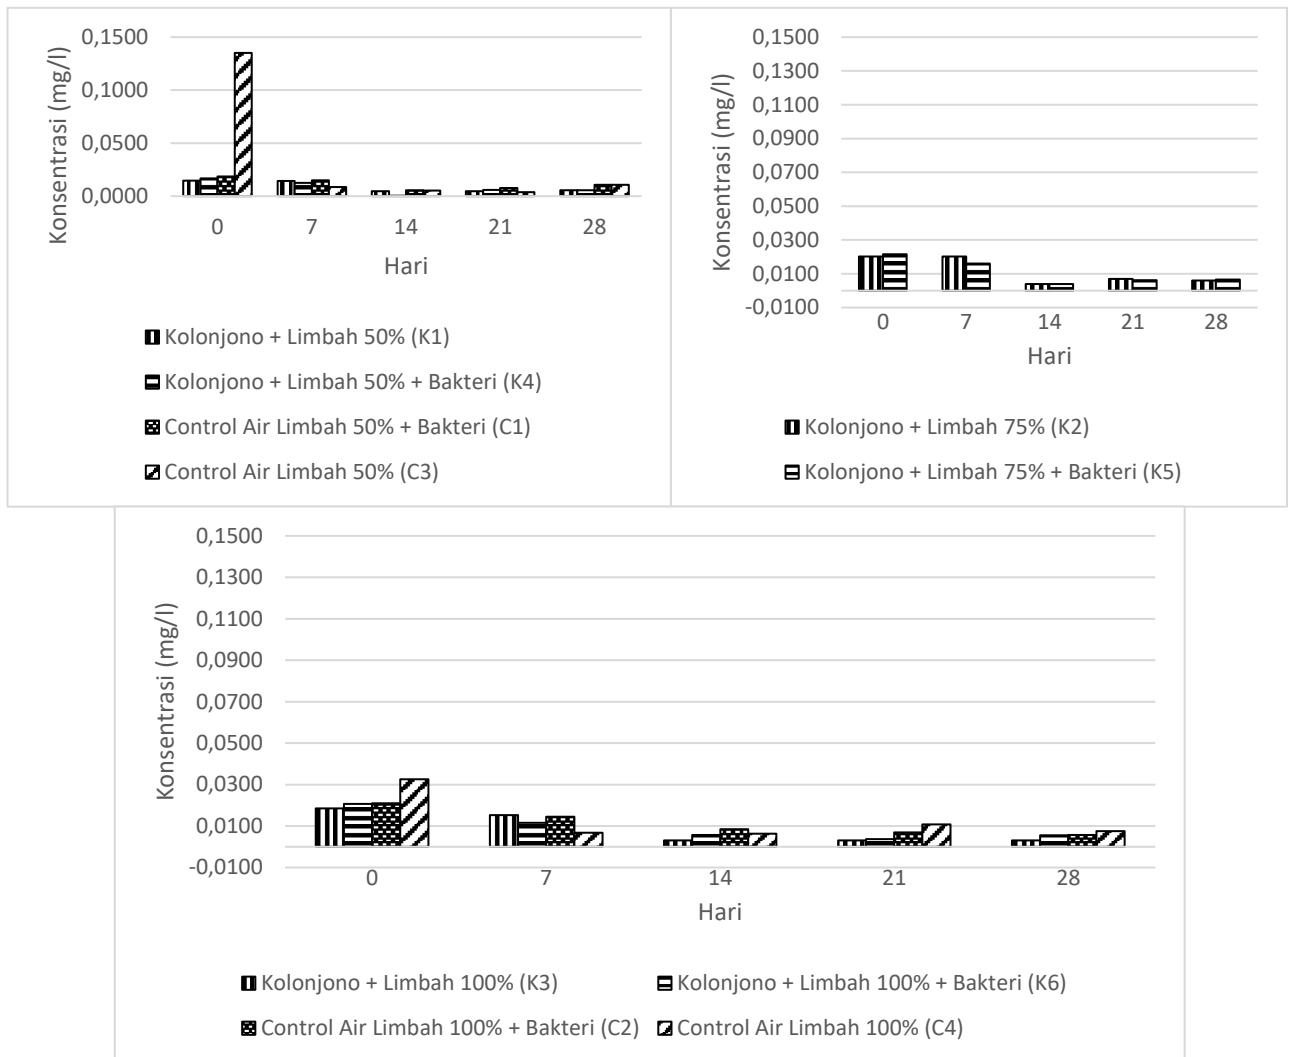 Konsentrasi (mg/l)
0,1500
0,1000
0,0500
0,0000
0 7 14 21 28
Hari
Kolonjono + Limbah 50% (K1)
Kolonjono + Limbah 50% + Bakteri (K4)
Control Air Limbah 50% + Bakteri (C1)
Control Air Limbah 50% (C3)
Konsentrasi (mg/l)
0,1500
0,1300
0,1100
0,0900
0,0700
0,0500
0,0300
0,0100
-0,0100
0 7 14 21 28
Hari
Kolonjono + Limbah 75% (K2)
Kolonjono + Limbah 75% + Bakteri (K5)
Konsentrasi (mg/l)
0,1500
0,1300
0,1100
0,0900
0,0700
0,0500
0,0300
0,0100
-0,0100
0 7 14 21 28
Hari
Kolonjono + Limbah 100% (K3) Kolonjono + Limbah 100% + Bakteri (K6)
Control Air Limbah 100% + Bakteri (C2) Control Air Limbah 100% (C4)